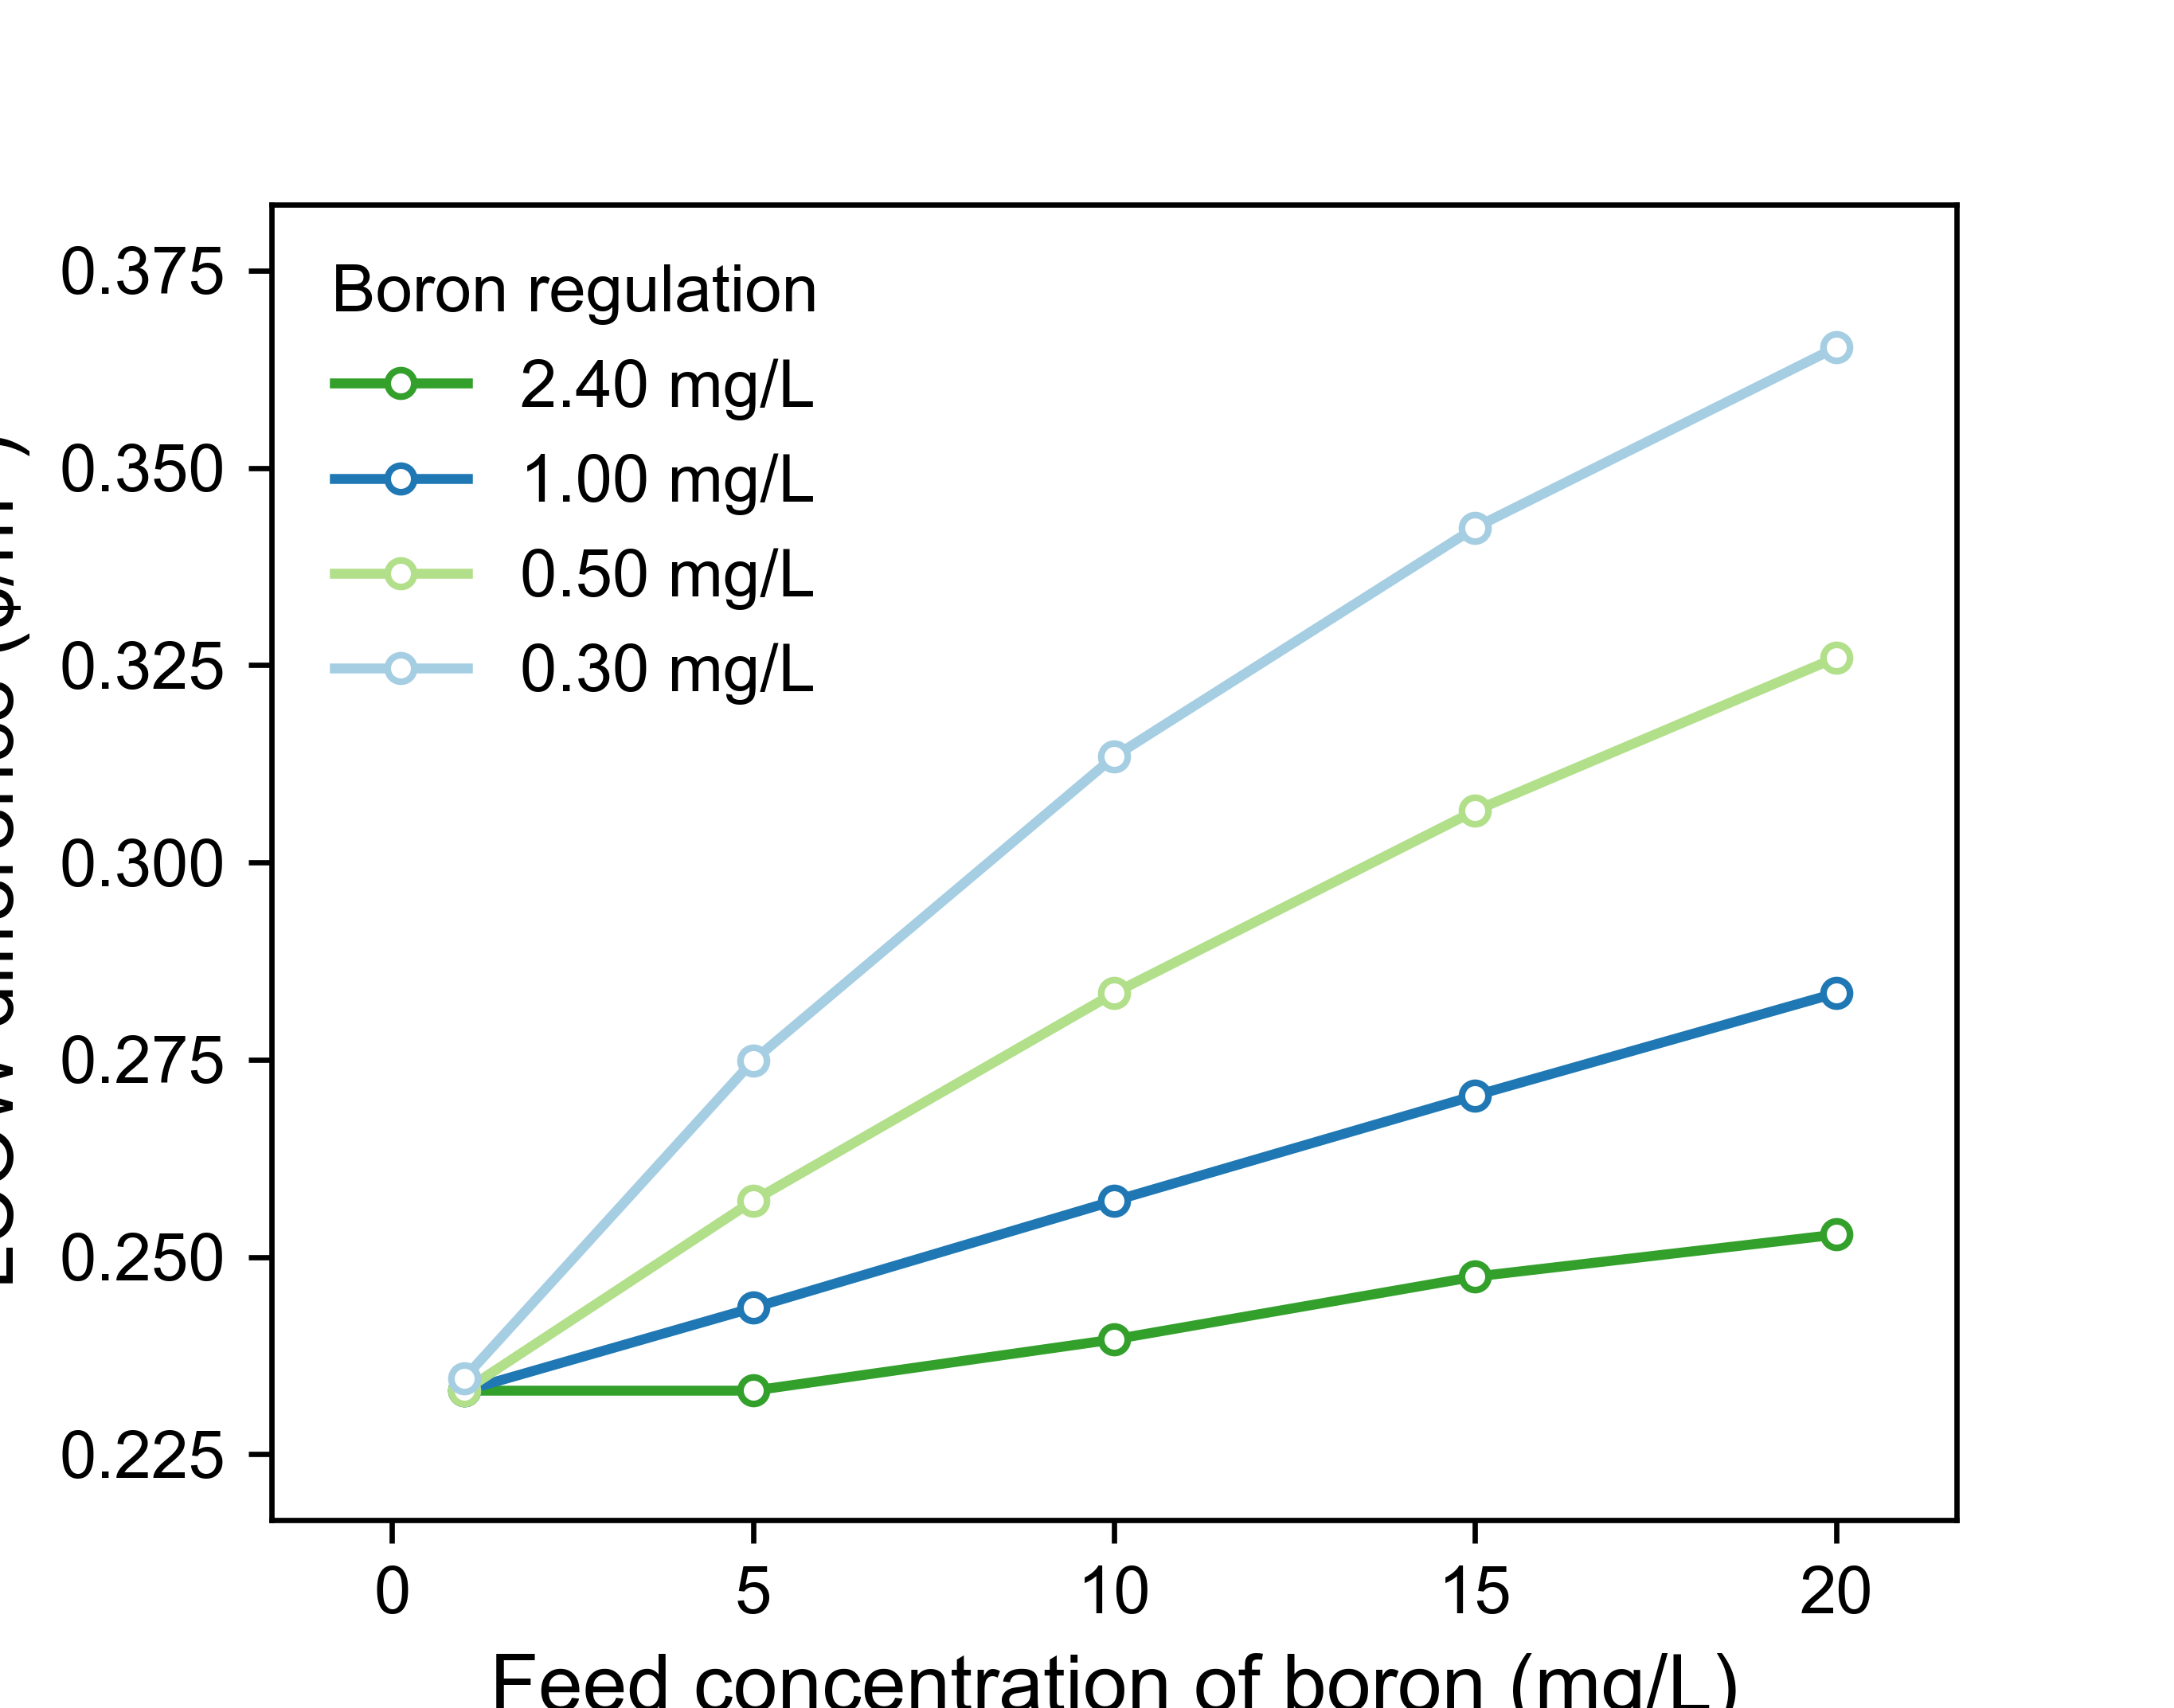 Boron regulation
2.40 mg/L
1.00 mg/L
0.50 mg/L
0.30 mg/L
0.375
0.350
0.325
0.300
0.275
0.250
0.225
0
5
10
15
20
Feed concentration of boron (mg/L)